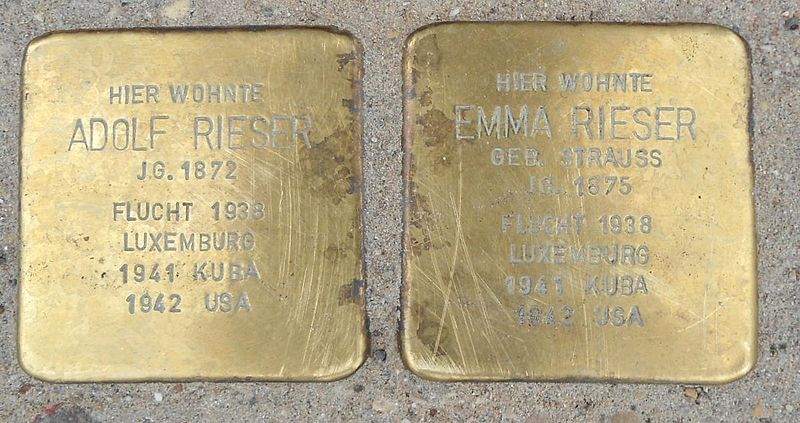 HIER WOHNTE
ADOLF RIESER
JG. 1872
FLUCHT 1938
LUXEMBURG
1941 KUBA
1942 USA
HIER WOHNTE
EMMA RIESER
GEB. STRAUSS
JG. 1875
FLUCHT 1938
LUXEMBURG
1941 KUBA
1942 USA